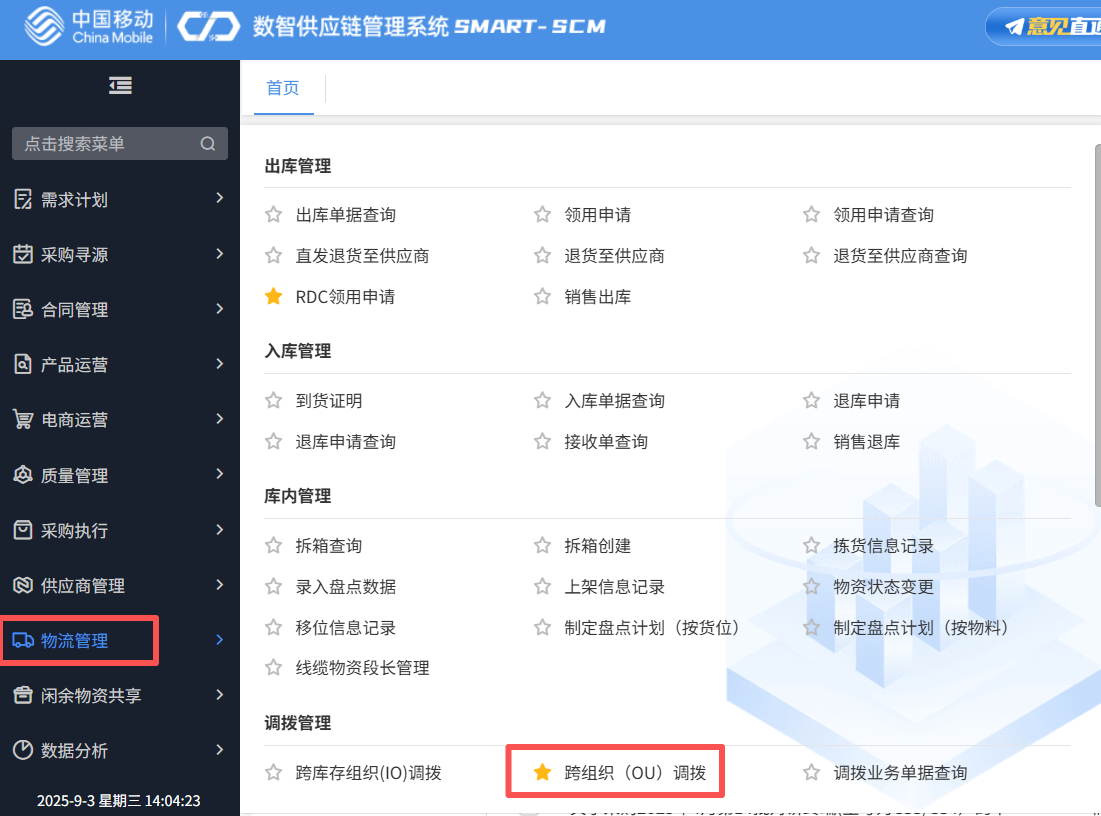 中国移动
China Mobile
数智供应链管理系统 SMART-SCM
意见直
首页
点击搜索菜单
需求计划
采购寻源
合同管理
产品运营
电商运营
质量管理
采购执行
供应商管理
物流管理
闲余物资共享
数据分析
2025-9-3 星期三 14:04:23
出库管理
出库单据查询 领用申请 领用申请查询
直发退货至供应商 退货至供应商 退货至供应商查询
RDC领用申请 销售出库
入库管理
到货证明 入库单据查询 退库申请
退库申请查询 接收单查询 销售退库
库内管理
拆箱查询 拆箱创建 拣货信息记录
录入盘点数据 上架信息记录 物资状态变更
移位信息记录 制定盘点计划（按货位） 制定盘点计划（按物料）
线缆物资段长管理
调拨管理
跨库存组织(IO)调拨 跨组织（OU）调拨 调拨业务单据查询